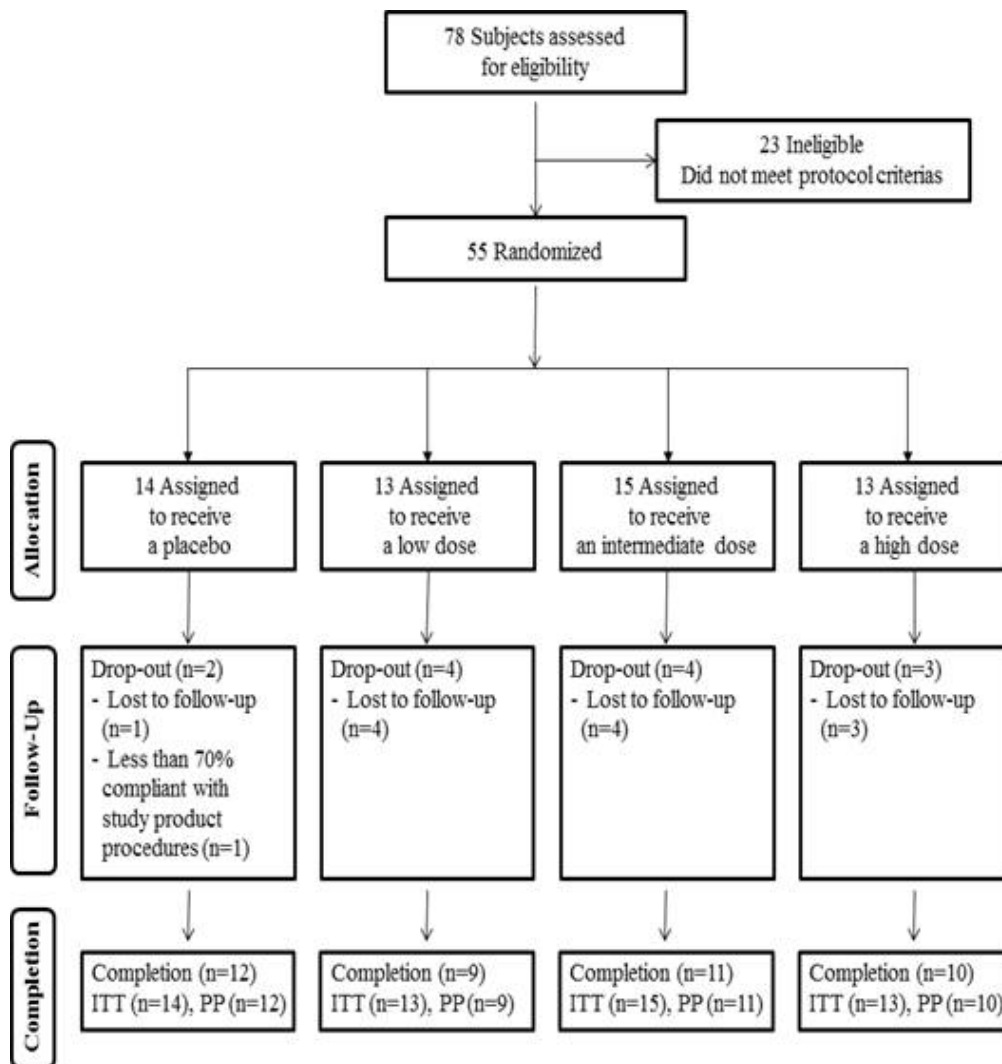 78 Subjects assessed
for eligibility
23 Ineligible
Did not meet protocol criterias
55 Randomized
Allocation
14 Assigned
to receive
a placebo
13 Assigned
to receive
a low dose
15 Assigned
to receive
an intermediate dose
13 Assigned
to receive
a high dose
Follow-Up
Drop-out (n=2)
- Lost to follow-up
(n=1)
- Less than 70%
compliant with
study product
procedures (n=1)
Drop-out (n=4)
- Lost to follow-up
(n=4)
Drop-out (n=4)
- Lost to follow-up
(n=4)
Drop-out (n=3)
- Lost to follow-up
(n=3)
Completion
Completion (n=12)
ITT (n=14), PP (n=12)
Completion (n=9)
ITT (n=13), PP (n=9)
Completion (n=11)
ITT (n=15), PP (n=11)
Completion (n=10)
ITT (n=13), PP (n=10)